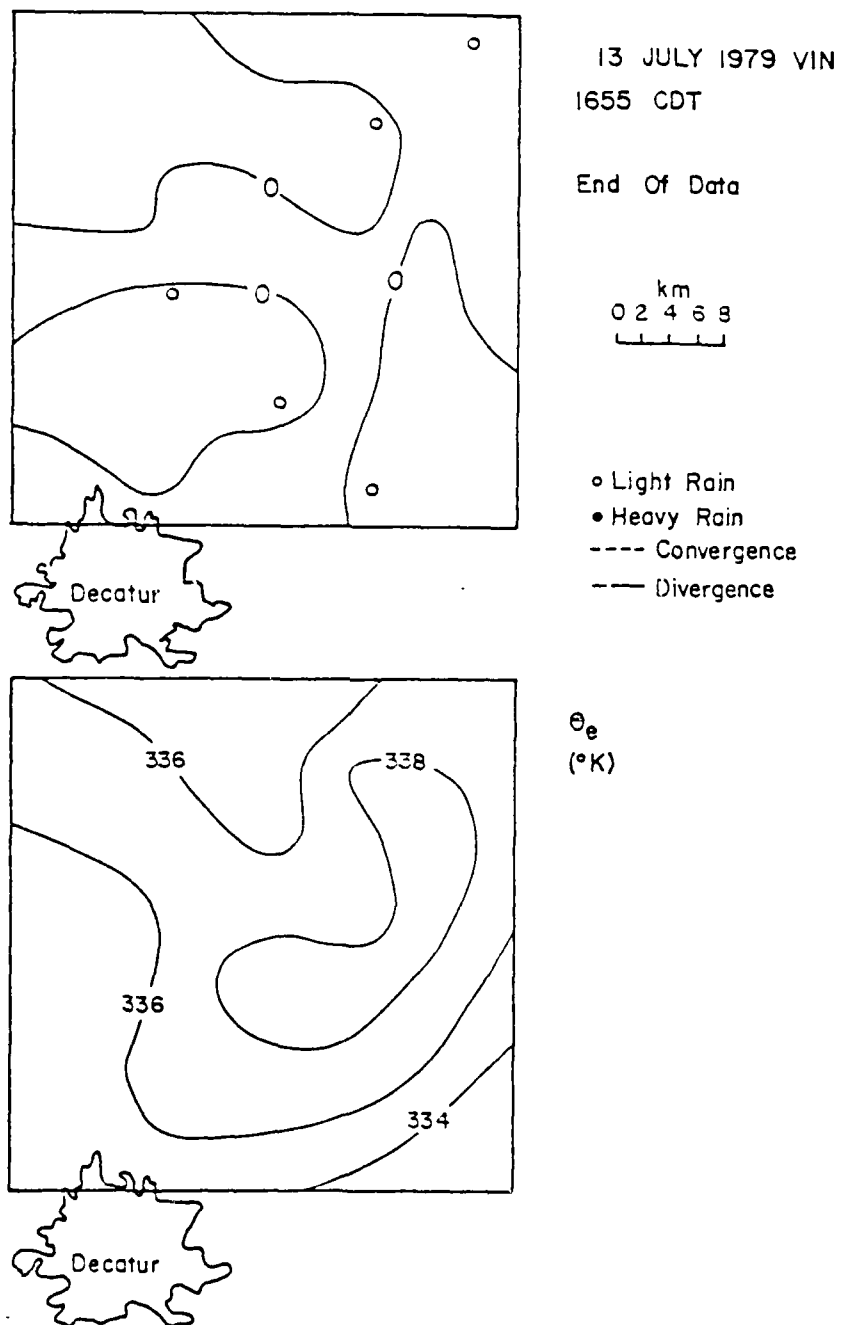 13 JULY 1979 VIN
1655 CDT
End Of Data
0
0
0
km
0 2 4 6 8
Light Rain
Heavy Rain
Convergence
Divergence
Decatur
θe
(°K)
336
338
336
334
Decatur